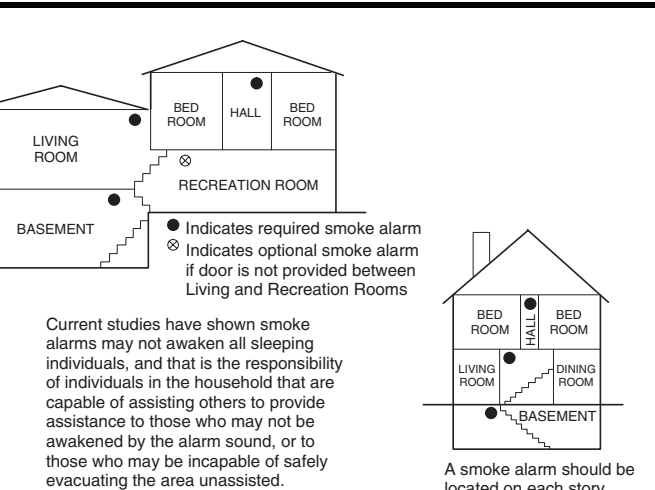 BED
ROOM
HALL
BED
ROOM
LIVING
ROOM
RECREATION ROOM
BASEMENT
Indicates required smoke alarm
Indicates optional smoke alarm
if door is not provided between
Living and Recreation Rooms
Current studies have shown smoke
alarms may not awaken all sleeping
individuals, and that is the responsibility
of individuals in the household that are
capable of assisting others to provide
assistance to those who may not be
awakened by the alarm sound, or to
those who may be incapable of safely
evacuating the area unassisted.
BED
ROOM
HALL
BED
ROOM
LIVING
ROOM
DINING
ROOM
BASEMENT
A smoke alarm should be
located on each story